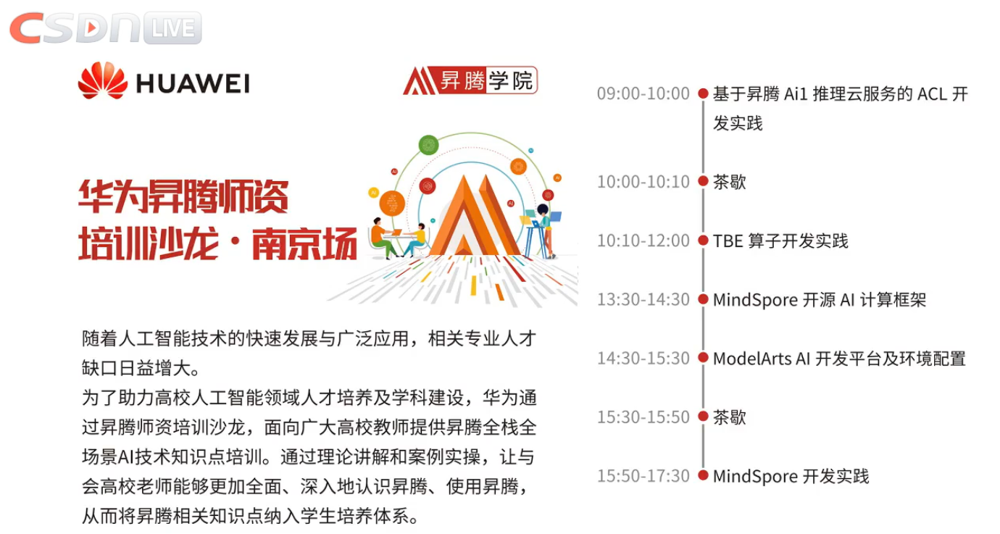 CSDN LIVE
HUAWEI
昇腾学院
华为昇腾师资
培训沙龙·南京场
随着人工智能技术的快速发展与广泛应用，相关专业人才
缺口日益增大。
为了助力高校人工智能领域人才培养及学科建设，华为通
过昇腾师资培训沙龙，面向广大高校教师提供昇腾全栈全
场景AI技术知识点培训。通过理论讲解和案例实操，让与
会高校老师能够更加全面、深入地认识昇腾、使用昇腾，
从而将昇腾相关知识点纳入学生培养体系。
09:00-10:00 基于昇腾 Ai1 推理云服务的 ACL 开
发实践
10:00-10:10 茶歇
10:10-12:00 TBE 算子开发实践
13:30-14:30 MindSpore 开源 AI 计算框架
14:30-15:30 ModelArts AI 开发平台及环境配置
15:30-15:50 茶歇
15:50-17:30 MindSpore 开发实践